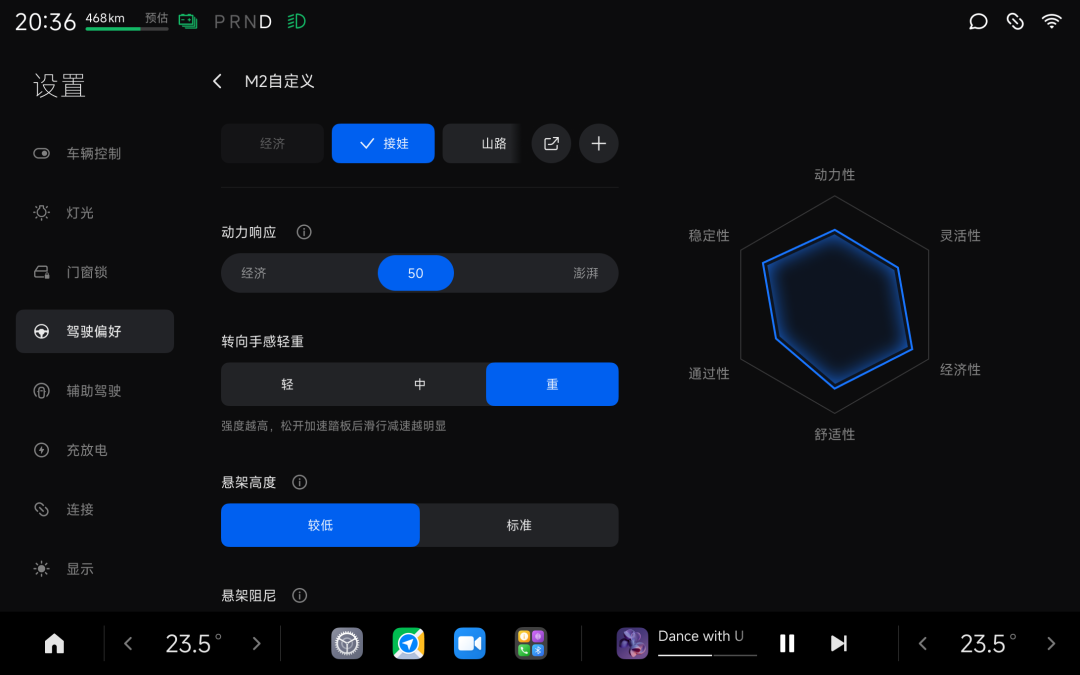 20:36 468km 预估 PRND
设置
M2自定义
车辆控制
灯光
门窗锁
驾驶偏好
辅助驾驶
充放电
连接
显示
经济 接娃 山路
动力响应
经济 50 澎湃
转向手感轻重
轻 中 重
强度越高，松开加速踏板后滑行减速越明显
悬架高度
较低 标准
悬架阻尼
动力性
稳定性 灵活性
通过性 经济性
舒适性
23.5° Dance with U 23.5°